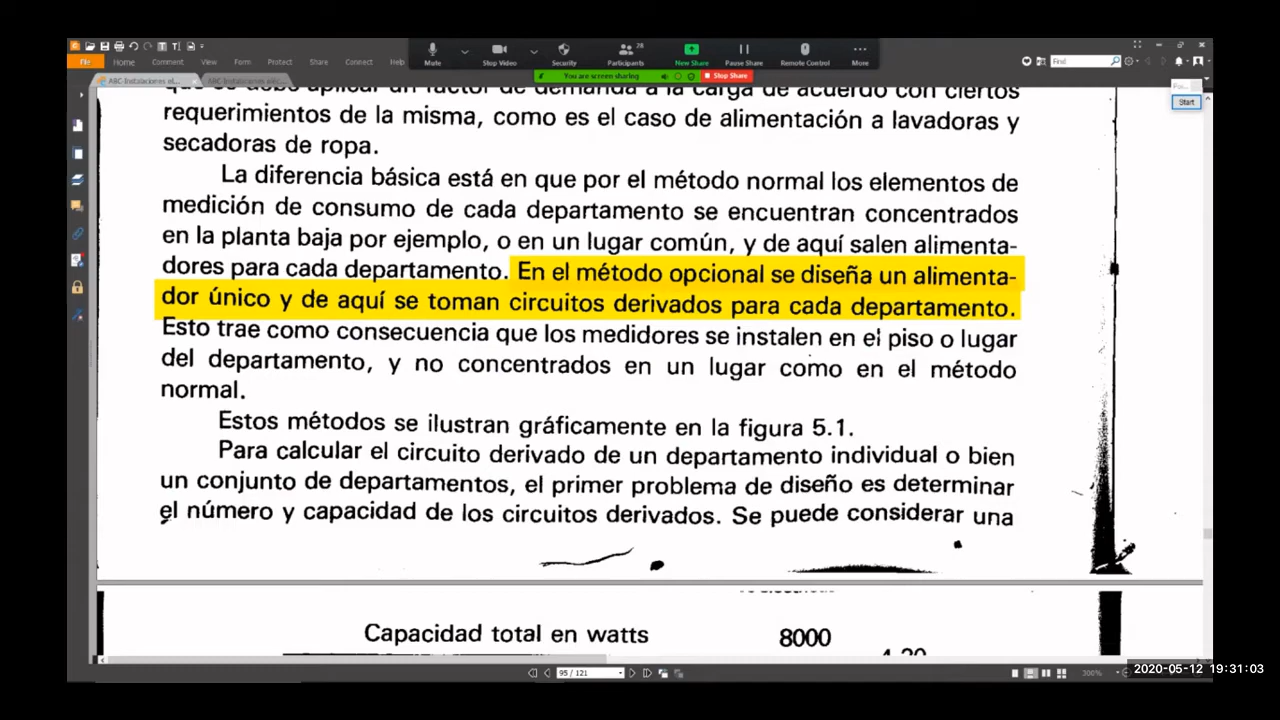 Mute
Stop Video
Security
Participants
28
New Share
Pause Share
Remote Control
More
You are screen sharing
Stop Share
File
Home
Comment
View
Form
Protect
Share
Connect
Help
Find
Start
requerimientos de la misma, como es el caso de alimentación a lavadoras y
secadoras de ropa.
La diferencia básica está en que por el método normal los elementos de
medición de consumo de cada departamento se encuentran concentrados
en la planta baja por ejemplo, o en un lugar común, y de aquí salen alimenta-
dores para cada departamento. En el método opcional se diseña un alimenta-
dor único y de aquí se toman circuitos derivados para cada departamento.
Esto trae como consecuencia que los medidores se instalen en el piso o lugar
del departamento, y no concentrados en un lugar como en el método
normal.
Estos métodos se ilustran gráficamente en la figura 5.1.
Para calcular el circuito derivado de un departamento individual o bien
un conjunto de departamentos, el primer problema de diseño es determinar
el número y capacidad de los circuitos derivados. Se puede considerar una
Capacidad total en watts 8000
95 / 121
300%
2020-05-12 19:31:03